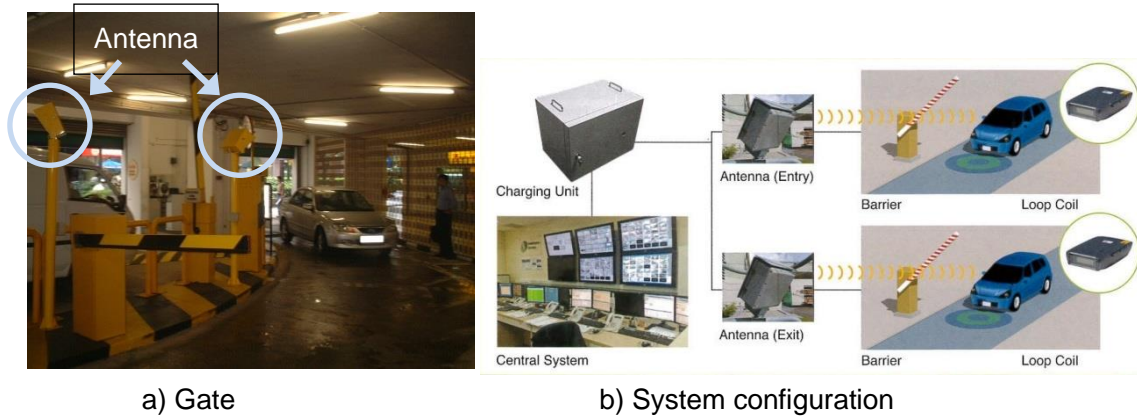 Antenna
Charging Unit
Central System
Antenna (Entry)
Antenna (Exit)
Barrier
Loop Coil
Barrier
Loop Coil
a) Gate
b) System configuration